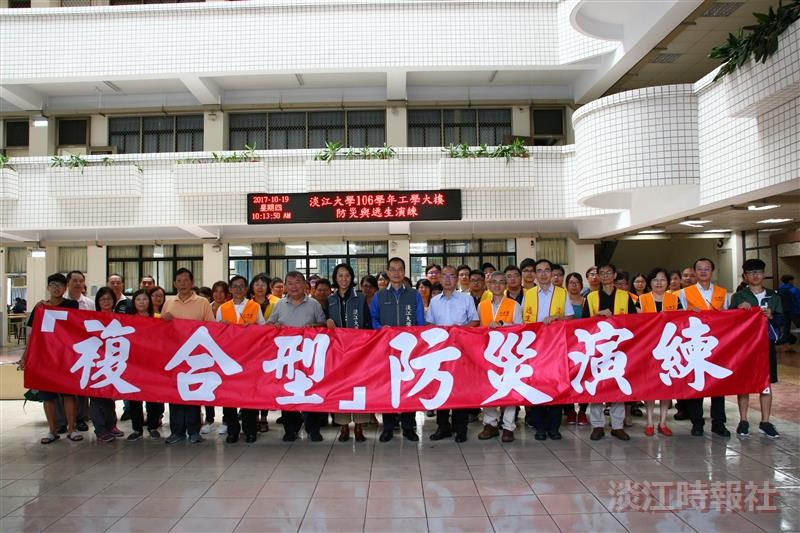 2017-10-19
星期四
10:13:50 AM
淡江大學106學年工學大樓
防災與逃生演練
「複合型」防災演練
淡江時報社